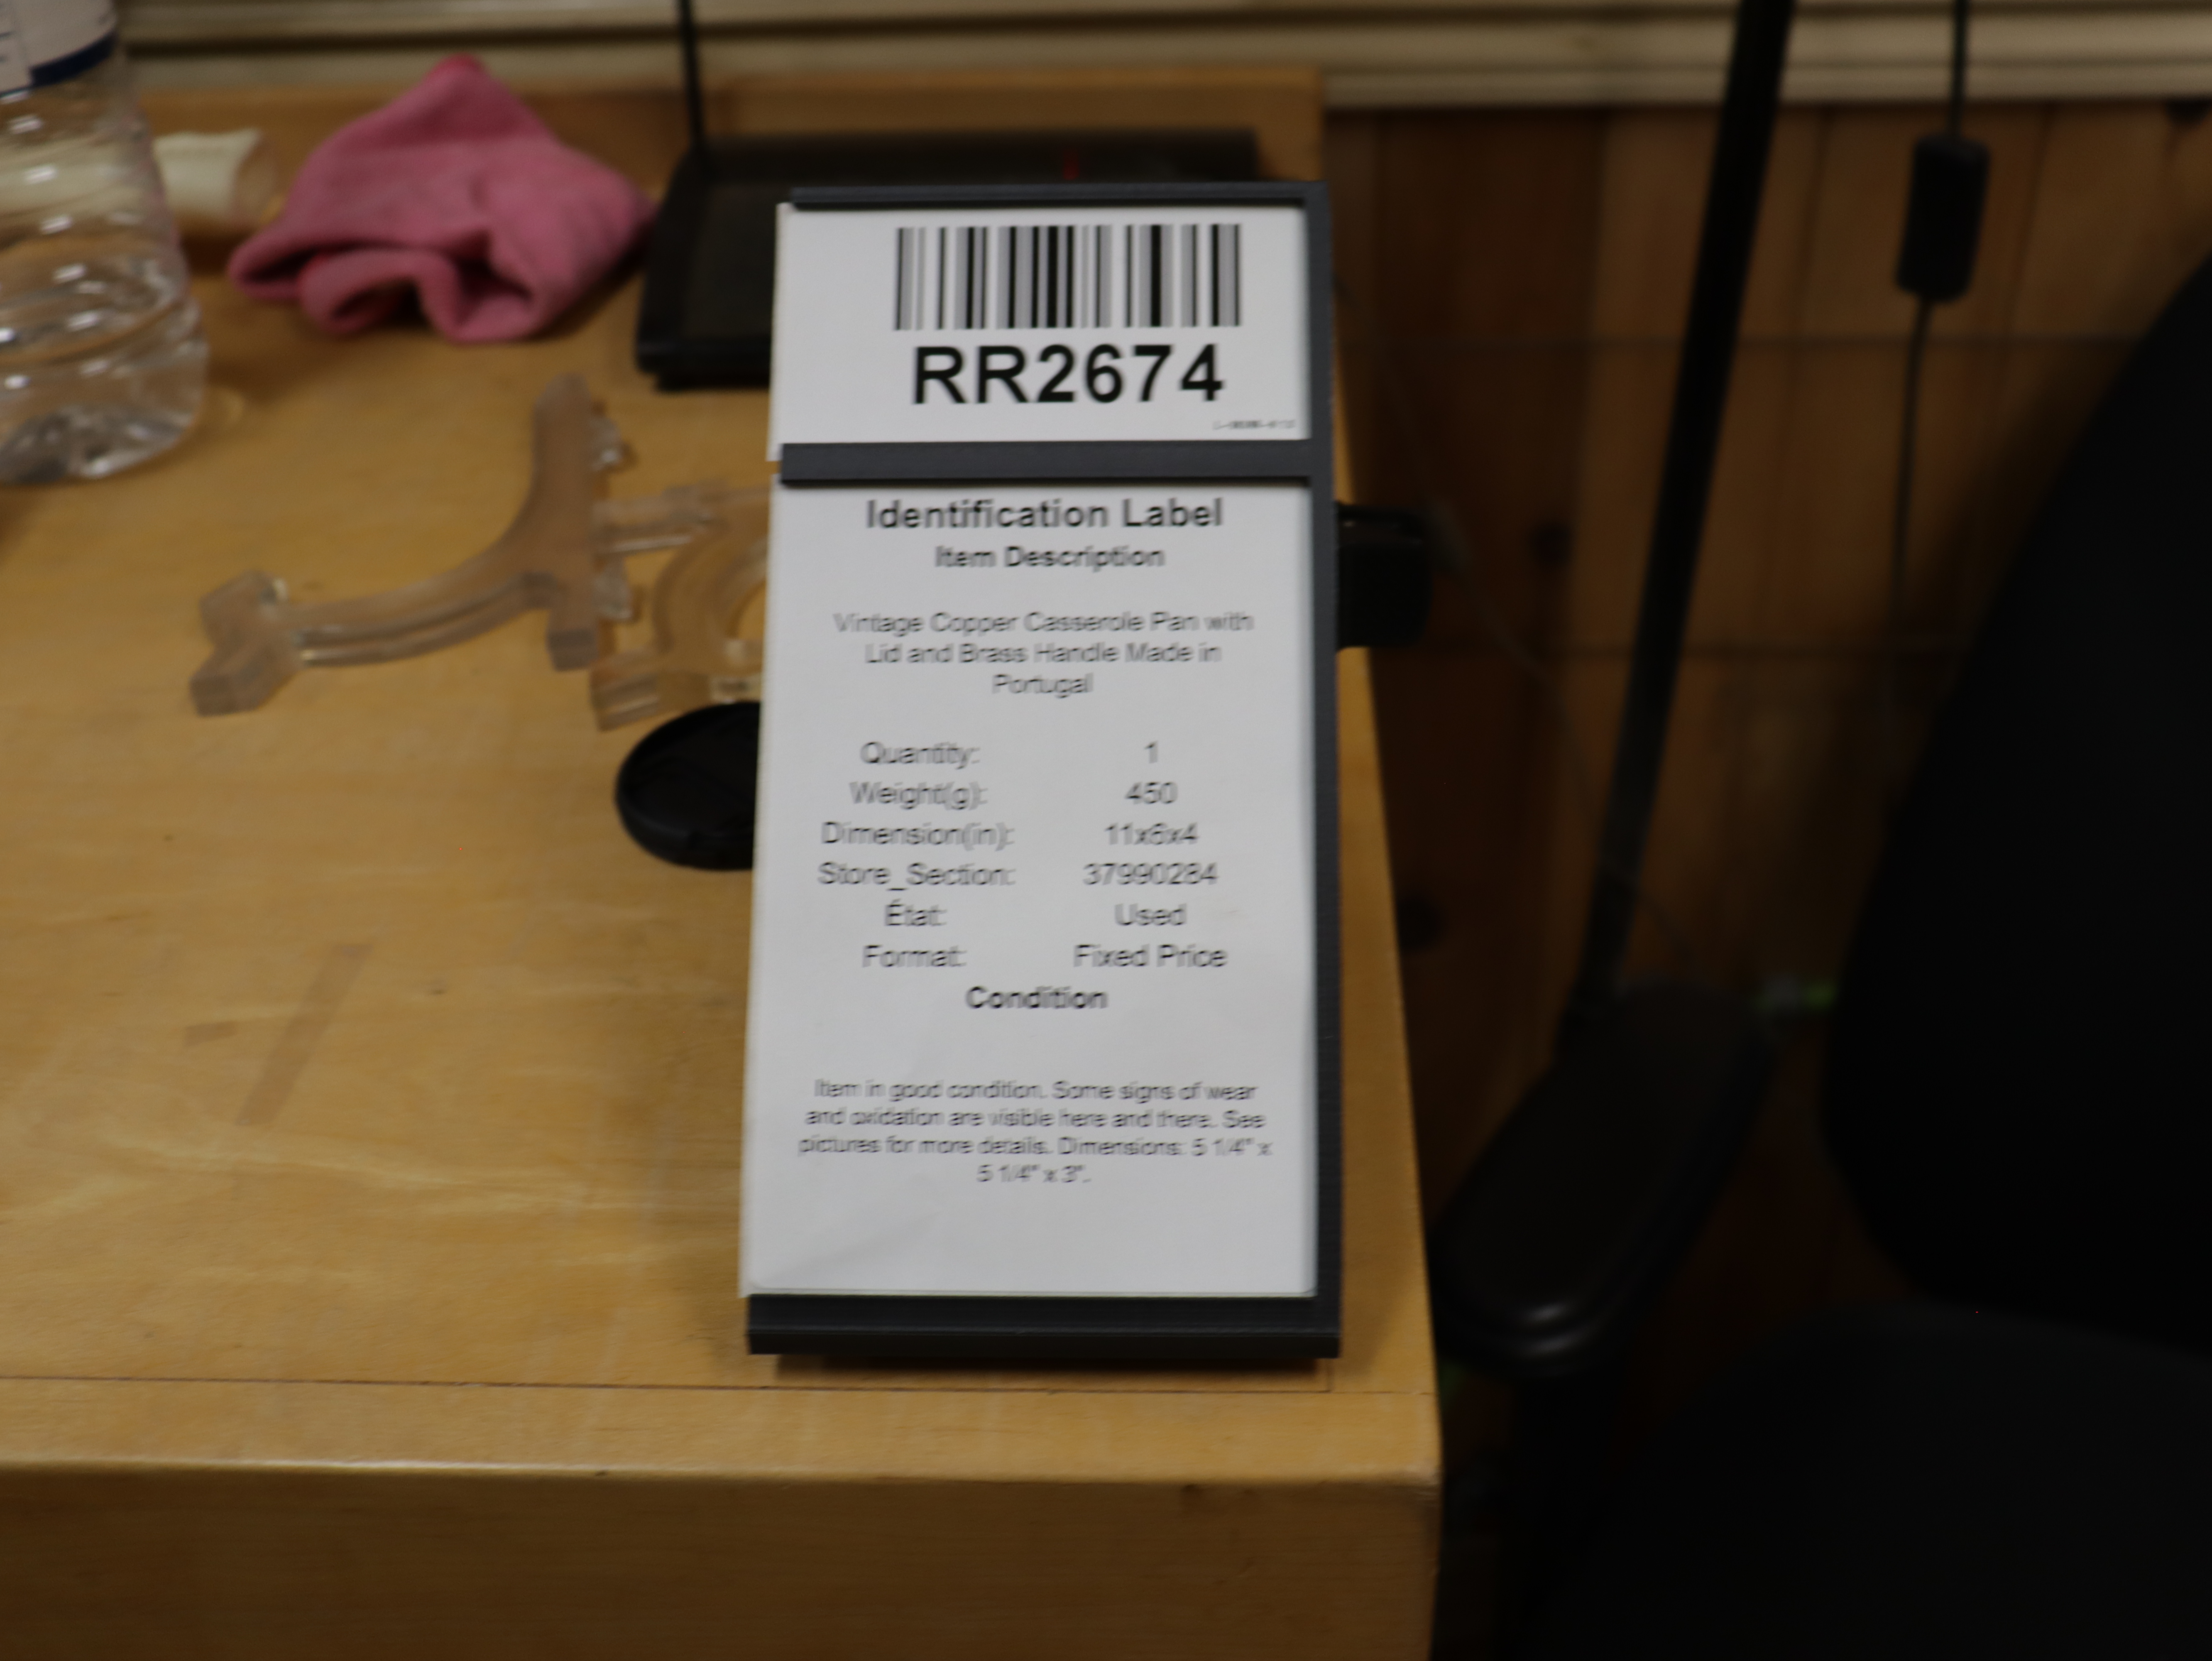 RR2674
Identification Label
Item Description
Vintage Copper Casserole Pan with
Lid and Brass Handle Made in
Portugal
Quantity: 1
Weight(g): 450
Dimension(in): 11x6x4
Store_Section: 37990284
État: Used
Format: Fixed Price
Condition
Item in good condition. Some signs of wear
and oxidation are visible here and there. See
pictures for more details. Dimensions: 5 1/4" x
5 1/4" x 3".